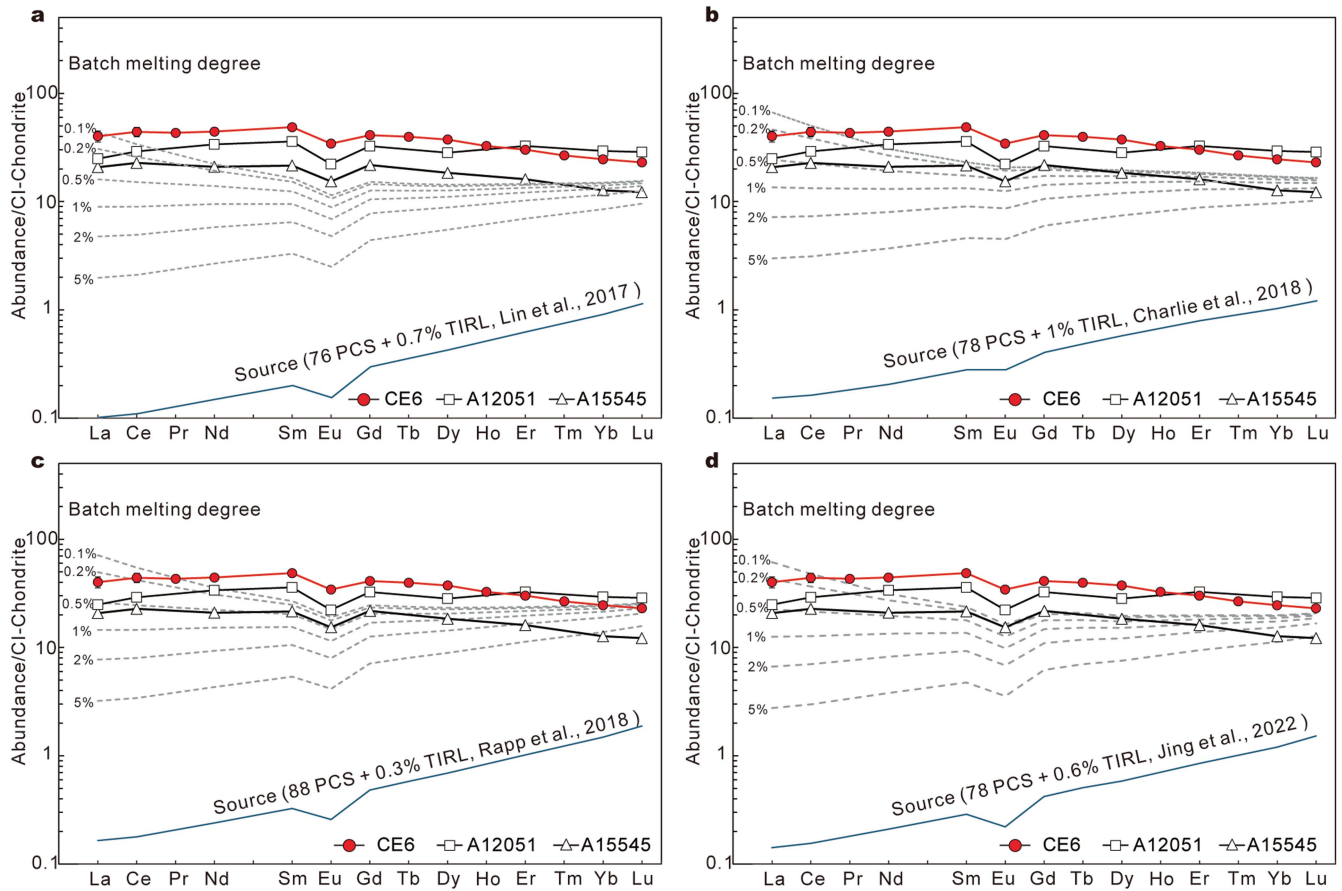 a
Batch melting degree
Abundance/CI-Chondrite
100
10
1
0.1
0.1%
0.2%
0.5%
1%
2%
5%
Source (76 PCS + 0.7% TIRL, Lin et al., 2017 )
CE6 A12051 A15545
La Ce Pr Nd Sm Eu Gd Tb Dy Ho Er Tm Yb Lu
b
Batch melting degree
Abundance/CI-Chondrite
100
10
1
0.1
0.1%
0.2%
0.5%
1%
2%
5%
Source (78 PCS + 1% TIRL, Charlie et al., 2018 )
CE6 A12051 A15545
La Ce Pr Nd Sm Eu Gd Tb Dy Ho Er Tm Yb Lu
c
Batch melting degree
Abundance/CI-Chondrite
100
10
1
0.1
0.1%
0.2%
0.5%
1%
2%
5%
Source (88 PCS + 0.3% TIRL, Rapp et al., 2018 )
CE6 A12051 A15545
La Ce Pr Nd Sm Eu Gd Tb Dy Ho Er Tm Yb Lu
d
Batch melting degree
Abundance/CI-Chondrite
100
10
1
0.1
0.1%
0.2%
0.5%
1%
2%
5%
Source (78 PCS + 0.6% TIRL, Jing et al., 2022 )
CE6 A12051 A15545
La Ce Pr Nd Sm Eu Gd Tb Dy Ho Er Tm Yb Lu